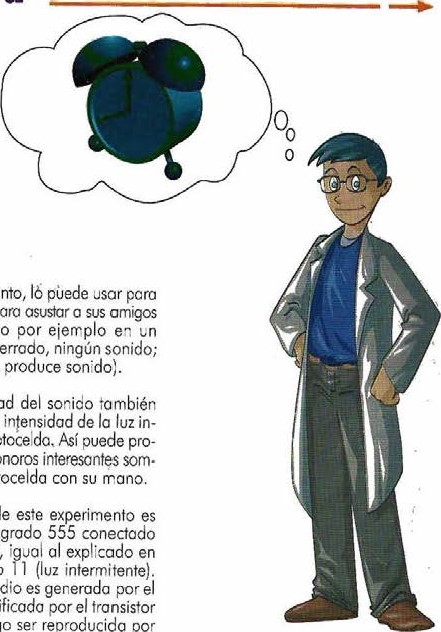 nto, lo puede usar para
ara asustar a sus amigos
o por ejemplo en un
errado, ningún sonido;
produce sonido).
ad del sonido también
intensidad de la luz in-
otocelda. Así puede pro-
onoros interesantes som-
ocelda con su mano.
de este experimento es
grado 555 conectado
, igual al explicado en
o 11 (luz intermitente).
dio es generada por el
ificada por el transistor
go ser reproducida por